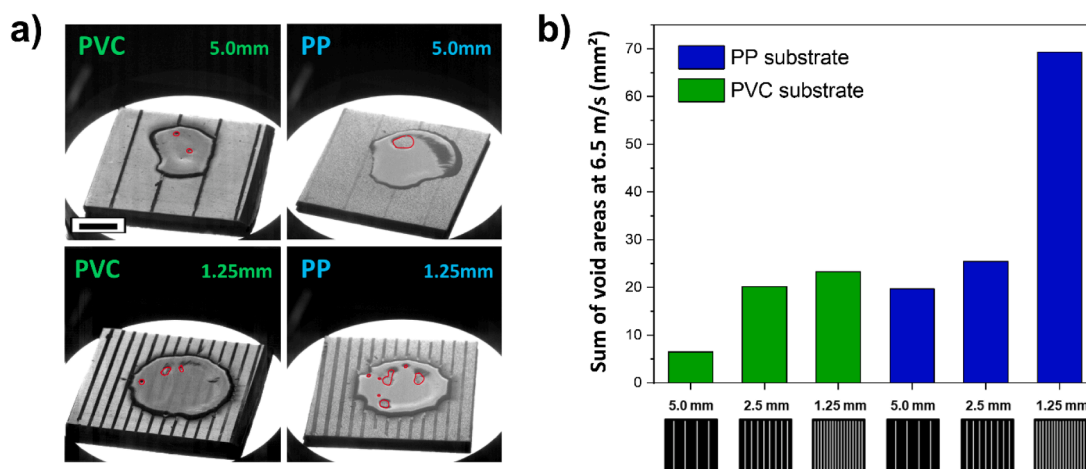 a)
PVC
5.0mm
PP
5.0mm
PVC
1.25mm
PP
1.25mm
b)
Sum of void areas at 6.5 m/s (mm²)
70
60
50
40
30
20
10
0
PP substrate
PVC substrate
5.0 mm
2.5 mm
1.25 mm
5.0 mm
2.5 mm
1.25 mm